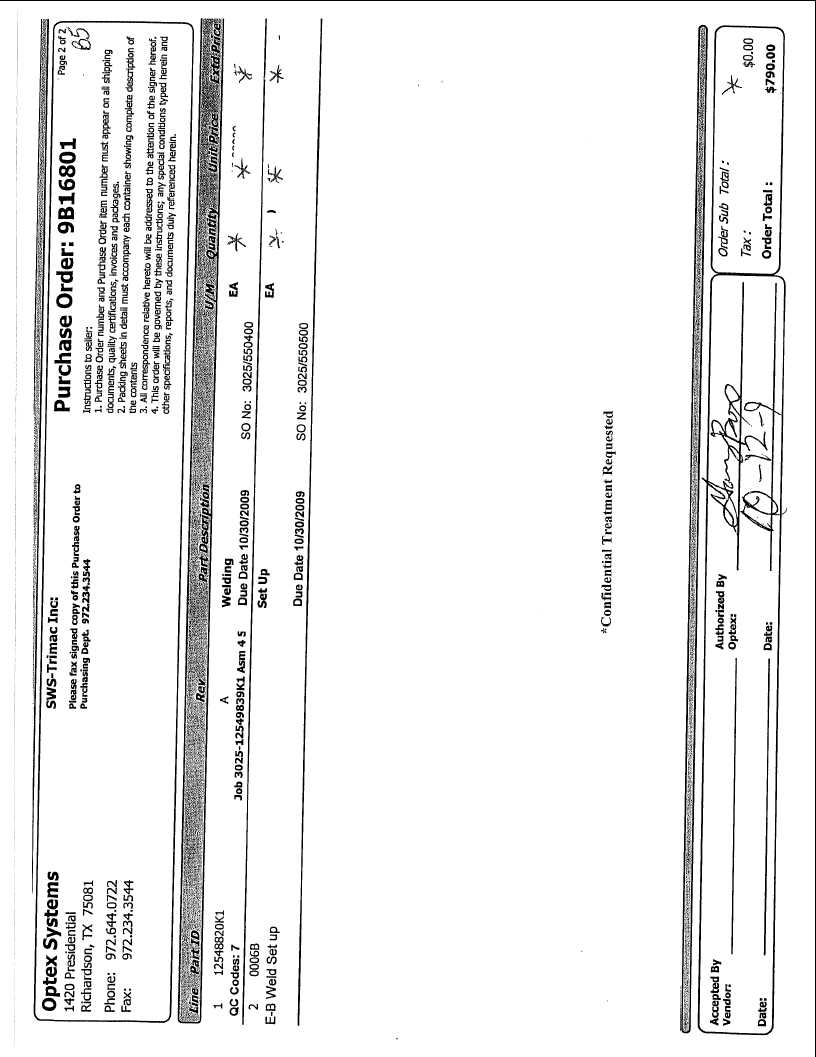 Optex Systems
1420 Presidential
Richardson, TX 75081
Phone: 972.644.0722
Fax: 972.234.3544
SWS-Trimac Inc:
Please fax signed copy of this Purchase Order to
Purchasing Dept. 972.234.3544
Page 2 of 2
65
Purchase Order: 9B16801
Instructions to seller:
1. Purchase Order number and Purchase Order item number must appear on all shipping
documents, quality certifications, invoices and packages.
2. Packing sheets in detail must accompany each container showing complete description of
the contents
3. All correspondence relative hereto will be addressed to the attention of the signer hereof.
4. This order will be governed by these instructions; any special conditions typed herein and
other specifications, reports, and documents duly referenced herein.
Line Part ID Rev Part Description U/M Quantity Unit Price Extd Price
1 12548820K1 A Welding EA * * *
QC Codes: 7 Job 3025-12549839K1 Asm 4 5 Due Date 10/30/2009 SO No: 3025/550400
2 0006B Set Up EA * * *
E-B Weld Set up
Due Date 10/30/2009 SO No: 3025/550500
*Confidential Treatment Requested
Accepted By
Vendor:
Date:
Authorized By
Optex:
Date: 10-12-9
Order Sub Total: *
Tax: $0.00
Order Total: $790.00